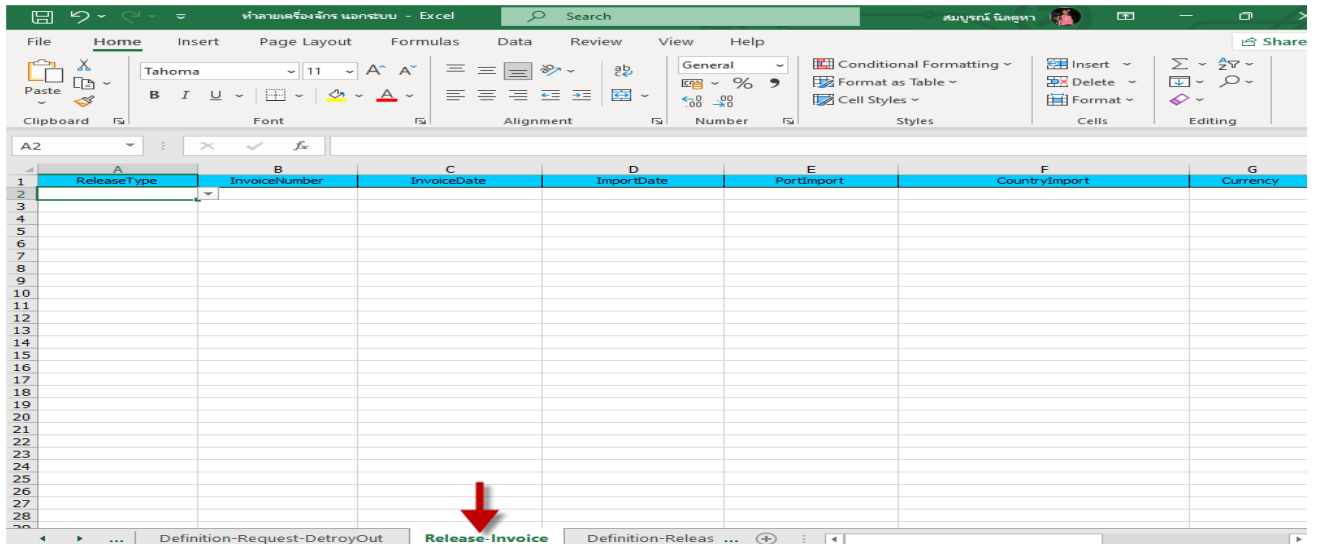 ทำลายเครื่องจักร นอกระบบ - Excel Search สมบูรณ์ นิลคูหา
File Home Insert Page Layout Formulas Data Review View Help Share
Paste Tahoma 11 A A ab General % Conditional Formatting Insert
B I U A Format as Table Delete
Cell Styles Format
Clipboard Font Alignment Number Styles Cells Editing
A2 fx
A B C D E F G
1 ReleaseType InvoiceNumber InvoiceDate ImportDate PortImport CountryImport Currency
2
3
4
5
6
7
8
9
10
11
12
13
14
15
16
17
18
19
20
21
22
23
24
25
26
27
28
... Definition-Request-DetroyOut Release-Invoice Definition-Releas ...